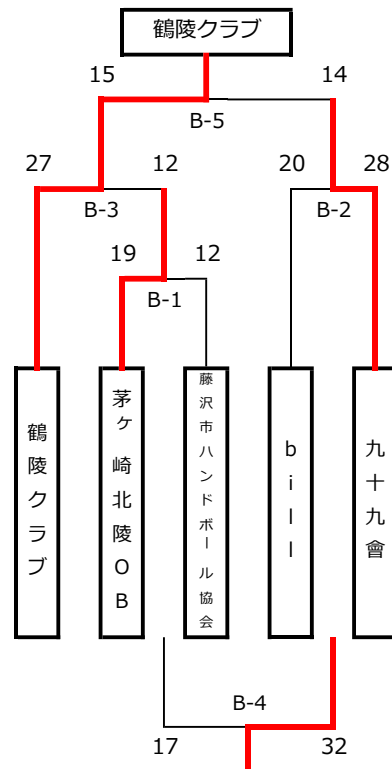 鶴陵クラブ
15
14
B-5
27
12
20
28
B-3
B-2
19
12
B-1
鶴陵クラブ
茅ヶ崎北陵OB
藤沢市ハンドボール協会
bill
九十九會
B-4
17
32